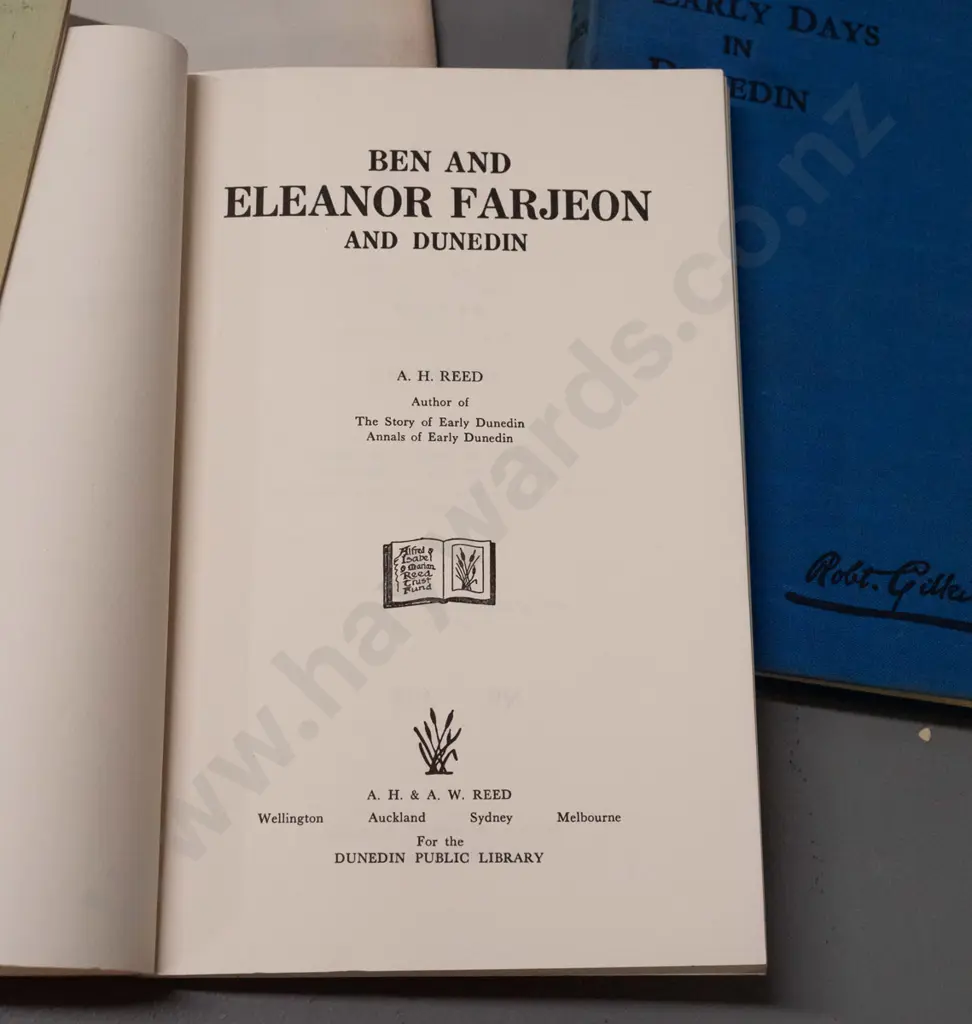 BEN AND
ELEANOR FARJEON
AND DUNEDIN
A. H. REED
Author of
The Story of Early Dunedin
Annals of Early Dunedin
Alfred
Isabel
Marian
Reed
Trust
Fund
A. H. & A. W. REED
Wellington Auckland Sydney Melbourne
For the
DUNEDIN PUBLIC LIBRARY
EARLY DAYS
IN
Robt.
www.haywards.co.nz